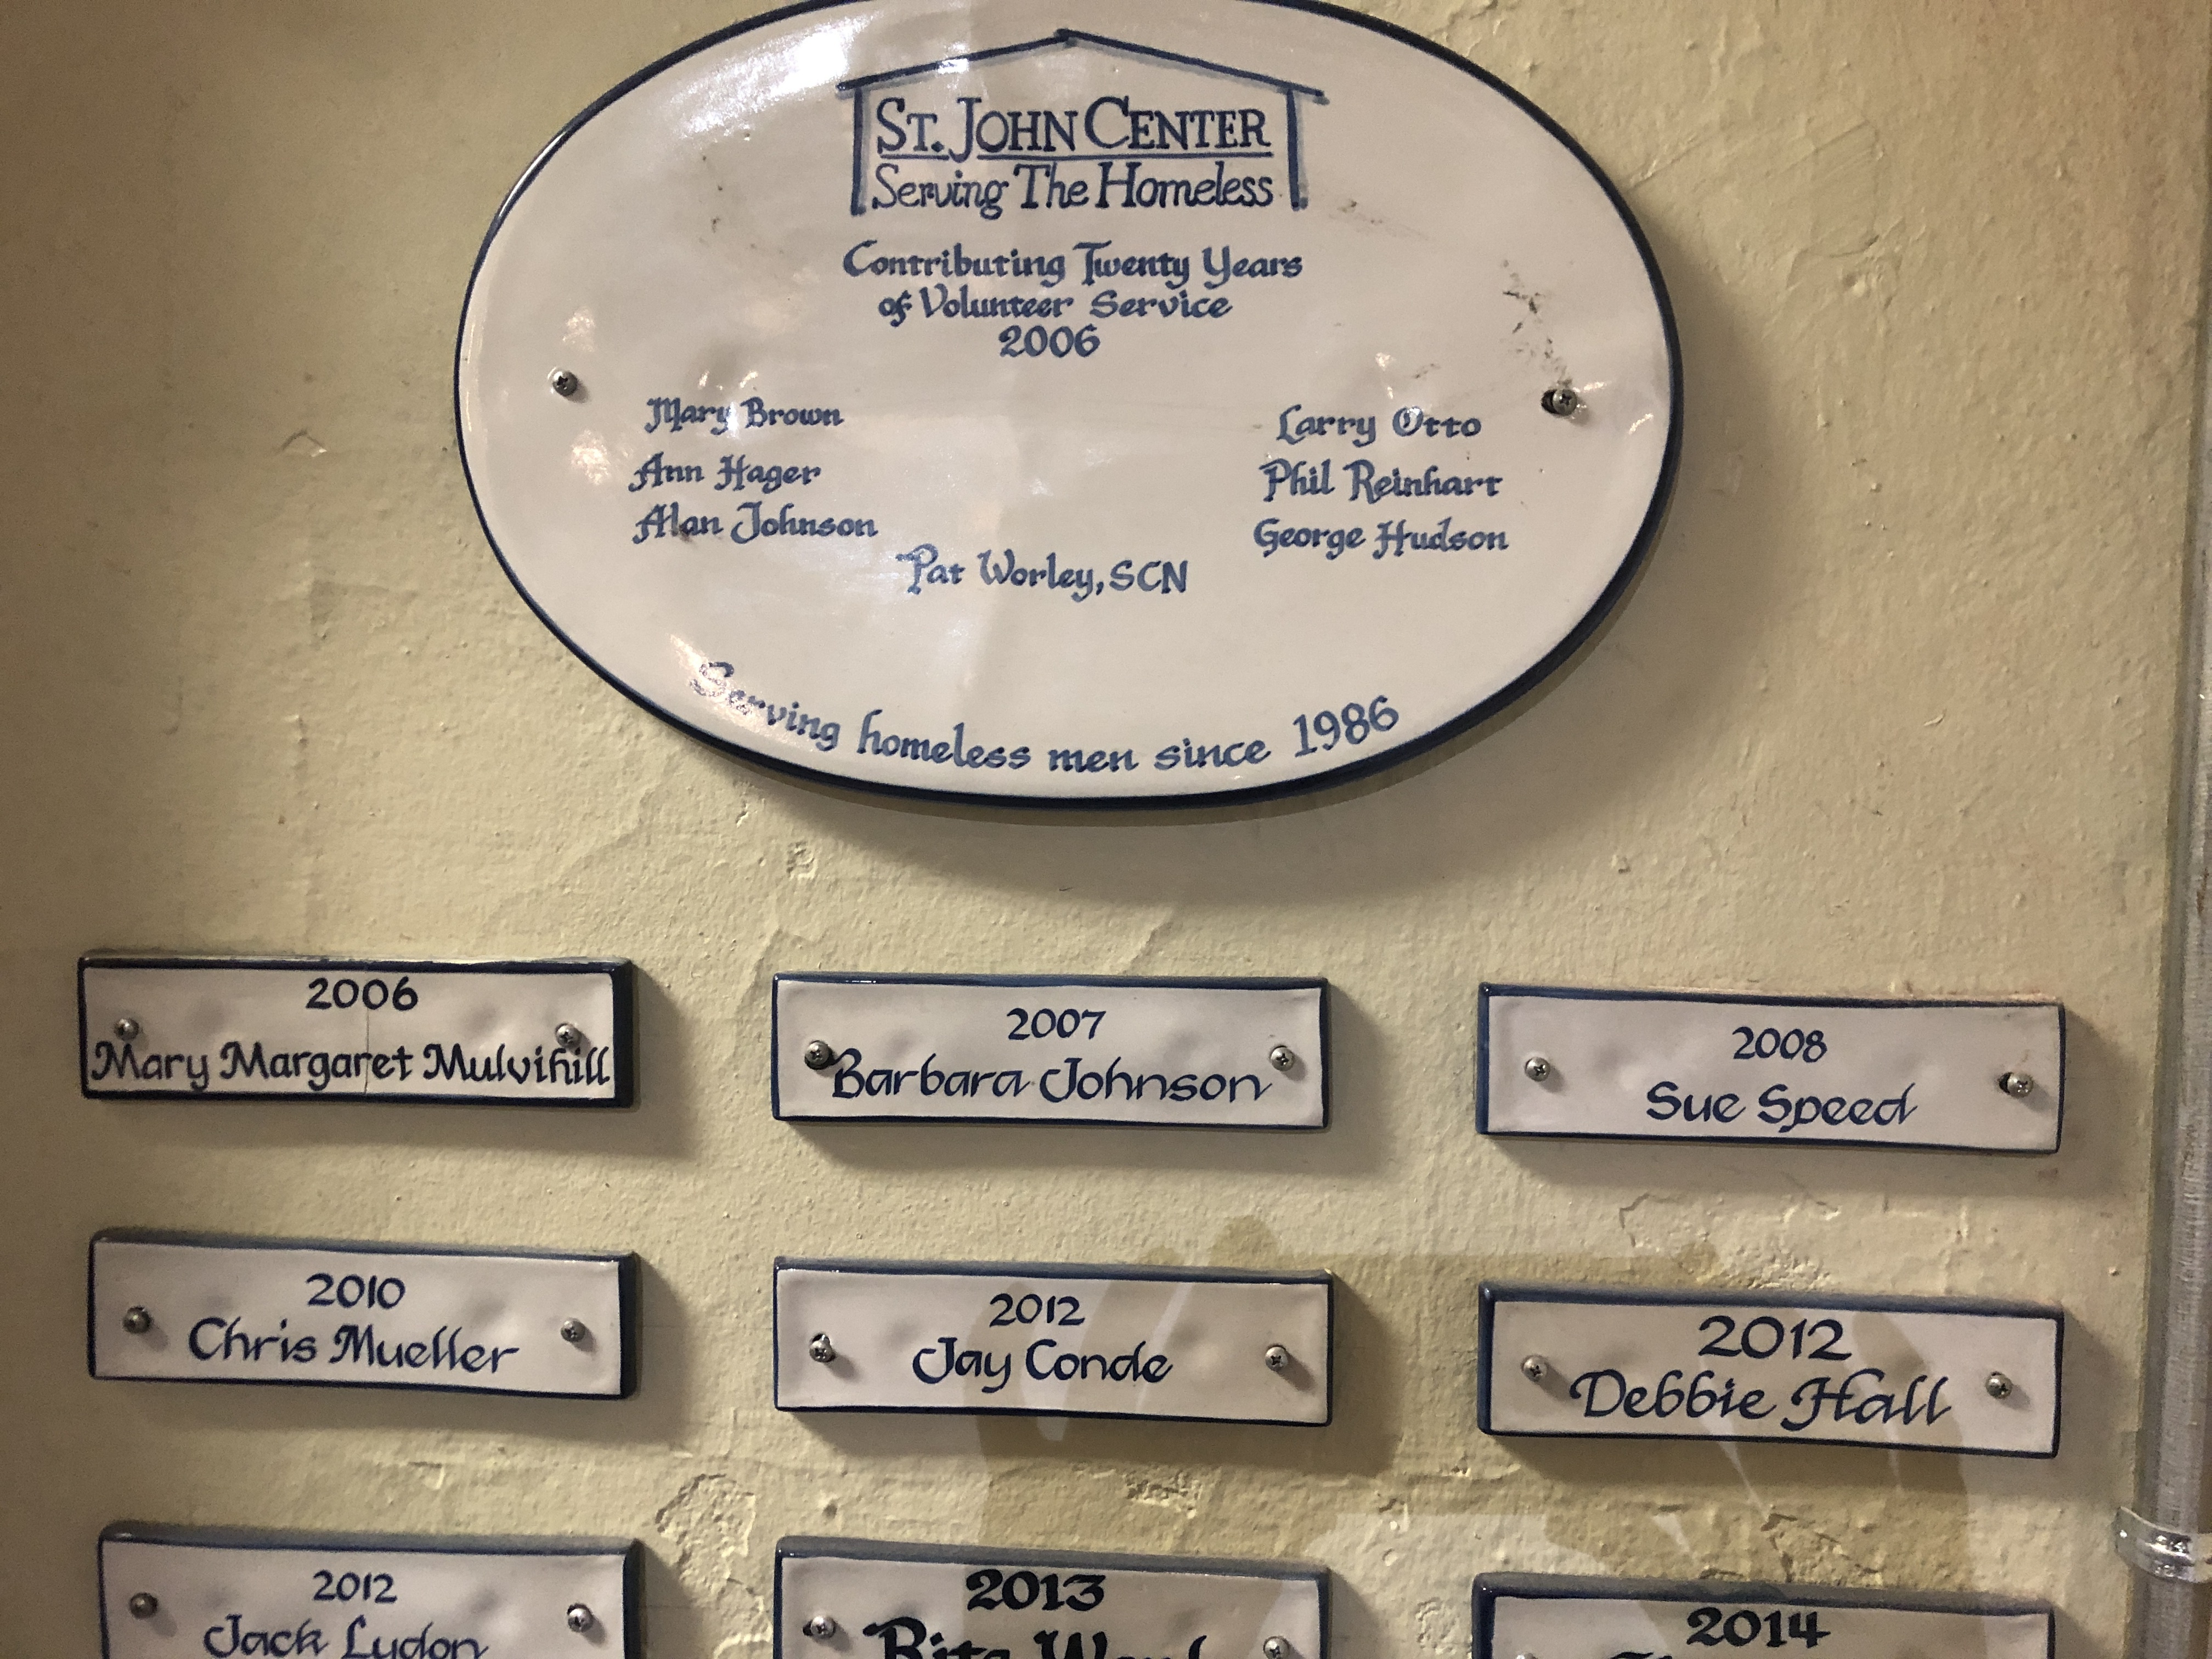 St. John Center
Serving The Homeless
Contributing Twenty Years
of Volunteer Service
2006
Mary Brown
Ann Hager
Alan Johnson
Larry Otto
Phil Reinhart
George Hudson
Pat Worley, SCN
Serving homeless men since 1986
2006
Mary Margaret Mulvihill
2007
Barbara Johnson
2008
Sue Speed
2010
Chris Mueller
2012
Jay Conde
2012
Debbie Hall
2012
Jack Lydon
2013
2014